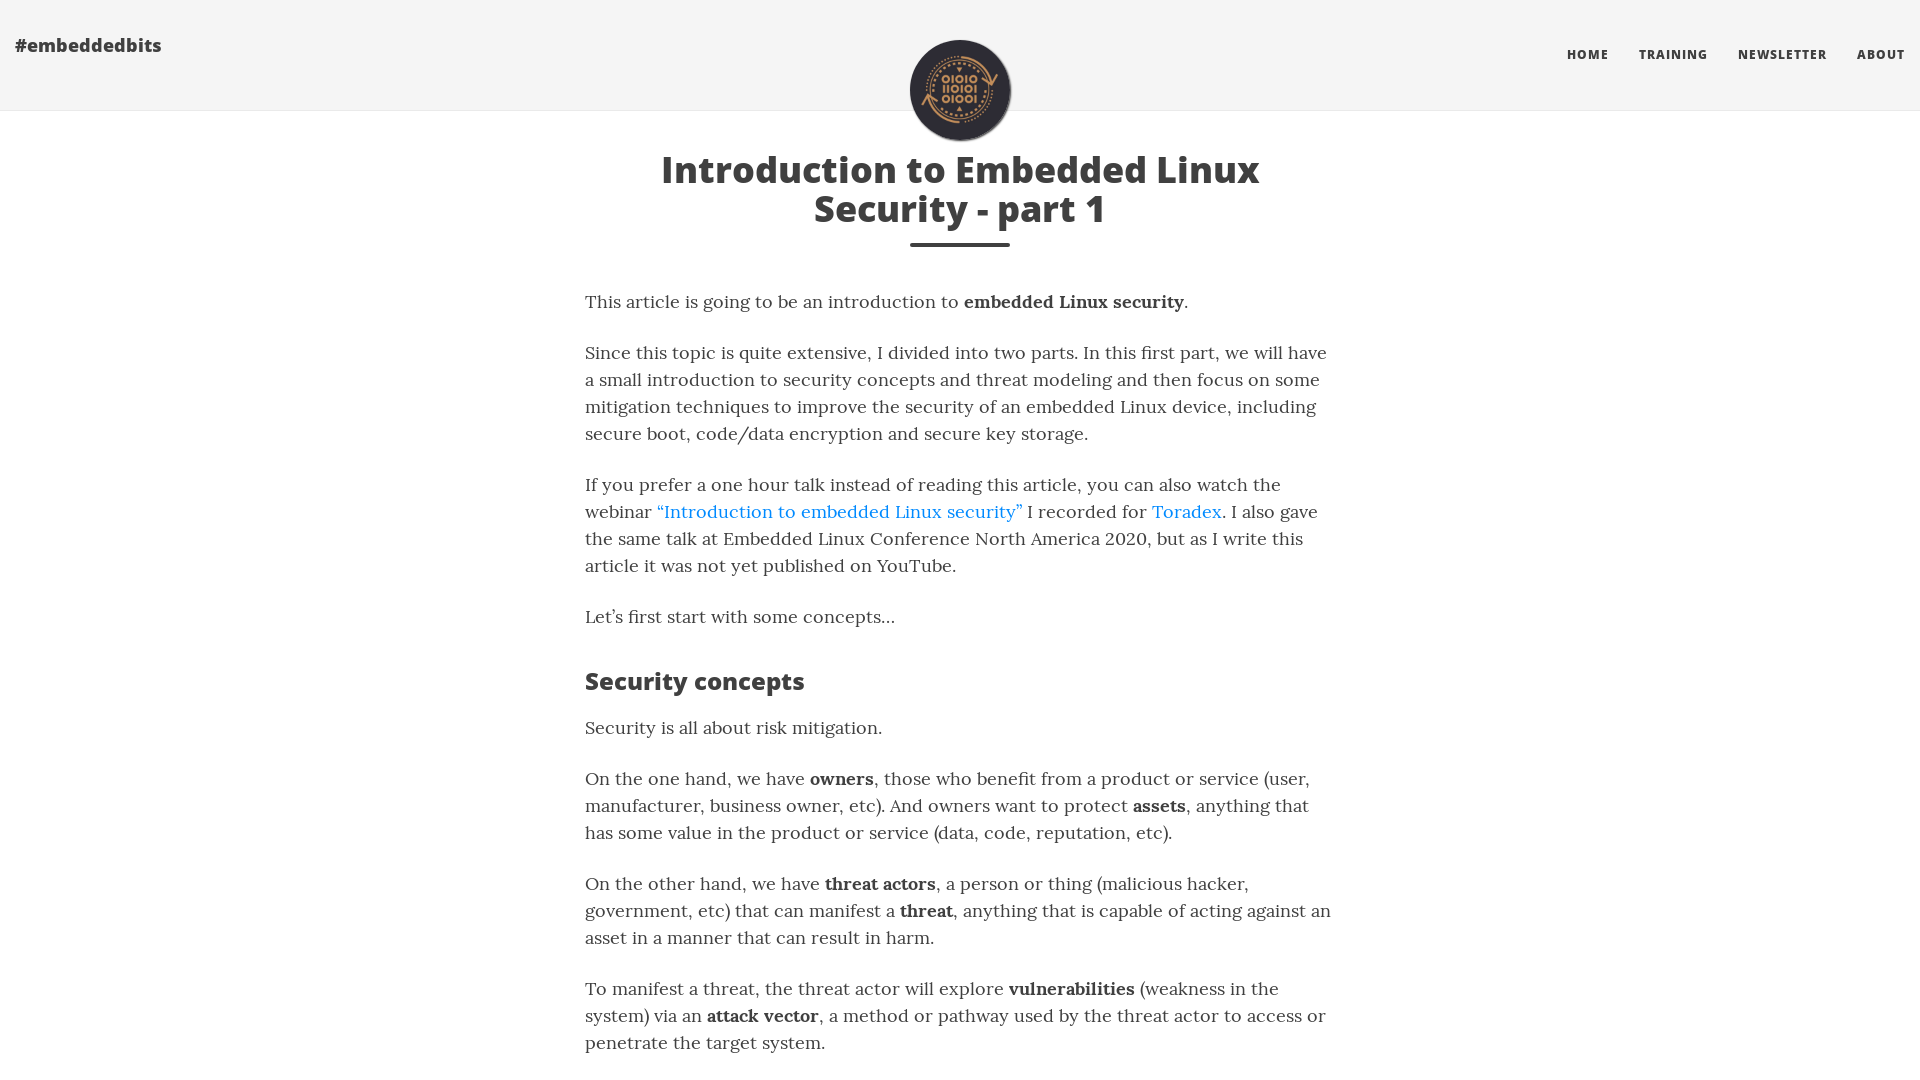 #embeddedbits
HOME TRAINING NEWSLETTER ABOUT
OIOIO
IIOIOI
OIOOI
Introduction to Embedded Linux
Security - part 1
This article is going to be an introduction to embedded Linux security.
Since this topic is quite extensive, I divided into two parts. In this first part, we will have
a small introduction to security concepts and threat modeling and then focus on some
mitigation techniques to improve the security of an embedded Linux device, including
secure boot, code/data encryption and secure key storage.
If you prefer a one hour talk instead of reading this article, you can also watch the
webinar “Introduction to embedded Linux security” I recorded for Toradex. I also gave
the same talk at Embedded Linux Conference North America 2020, but as I write this
article it was not yet published on YouTube.
Let’s first start with some concepts…
Security concepts
Security is all about risk mitigation.
On the one hand, we have owners, those who benefit from a product or service (user,
manufacturer, business owner, etc). And owners want to protect assets, anything that
has some value in the product or service (data, code, reputation, etc).
On the other hand, we have threat actors, a person or thing (malicious hacker,
government, etc) that can manifest a threat, anything that is capable of acting against an
asset in a manner that can result in harm.
To manifest a threat, the threat actor will explore vulnerabilities (weakness in the
system) via an attack vector, a method or pathway used by the threat actor to access or
penetrate the target system.